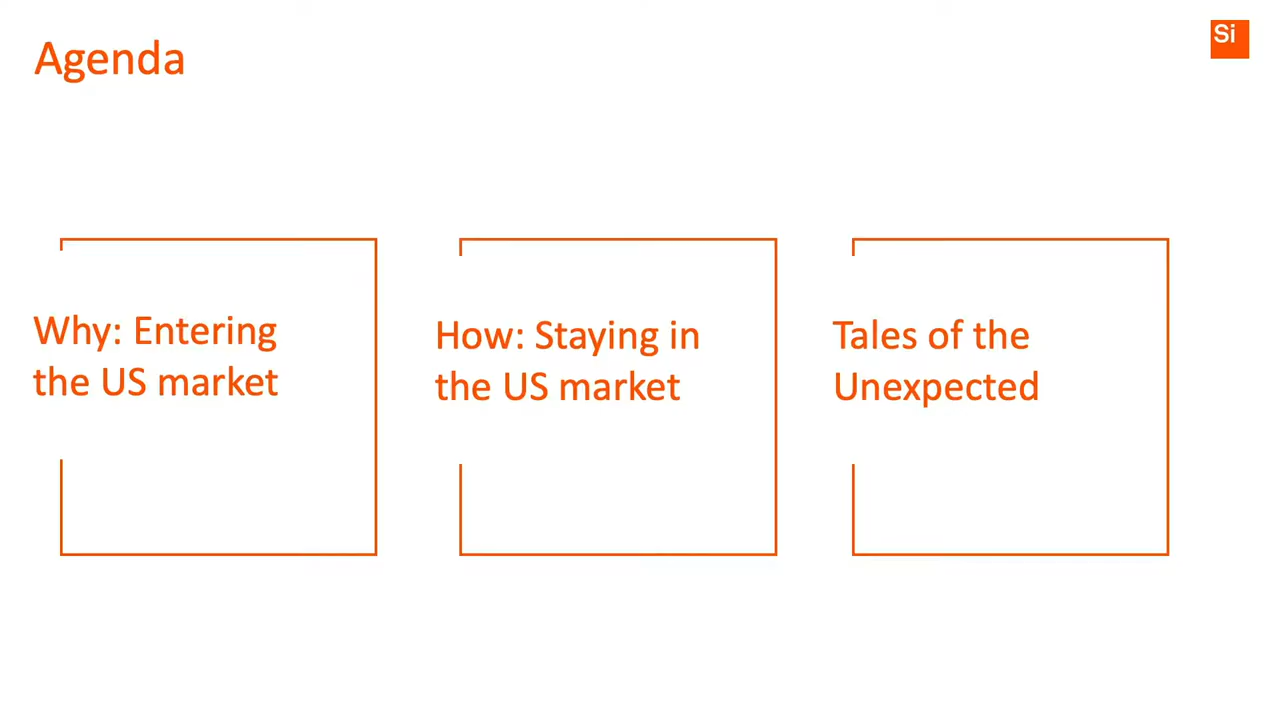 Agenda
Si
Why: Entering
the US market
How: Staying in
the US market
Tales of the
Unexpected